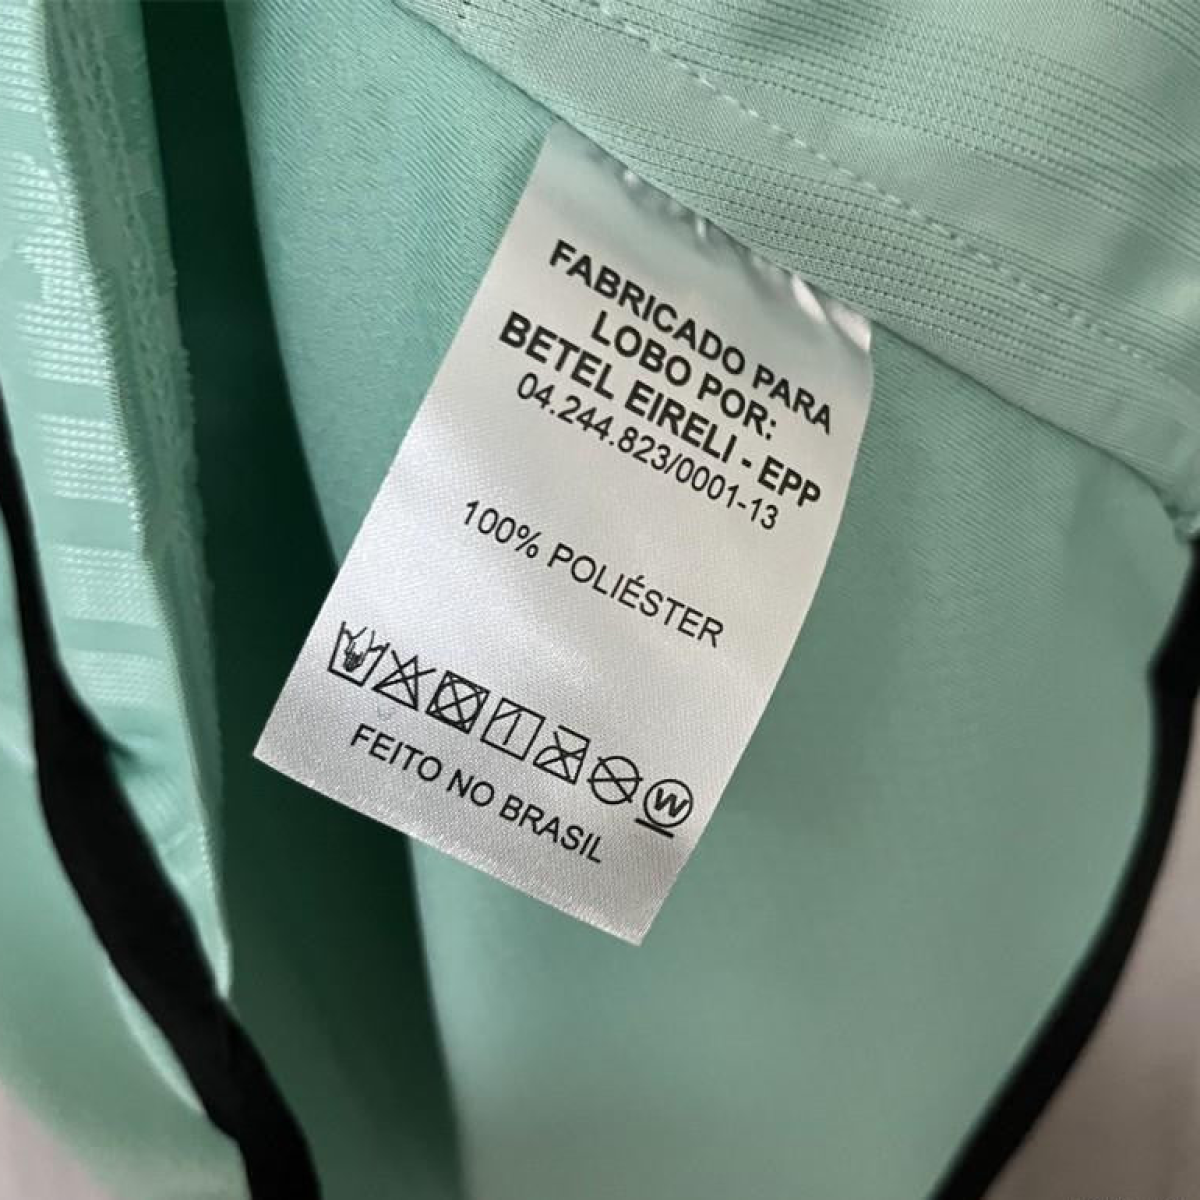 FABRICADO PARA
LOBO POR:
BETEL EIRELI - EPP
04.244.823/0001-13
100% POLIÉSTER
W
FEITO NO BRASIL